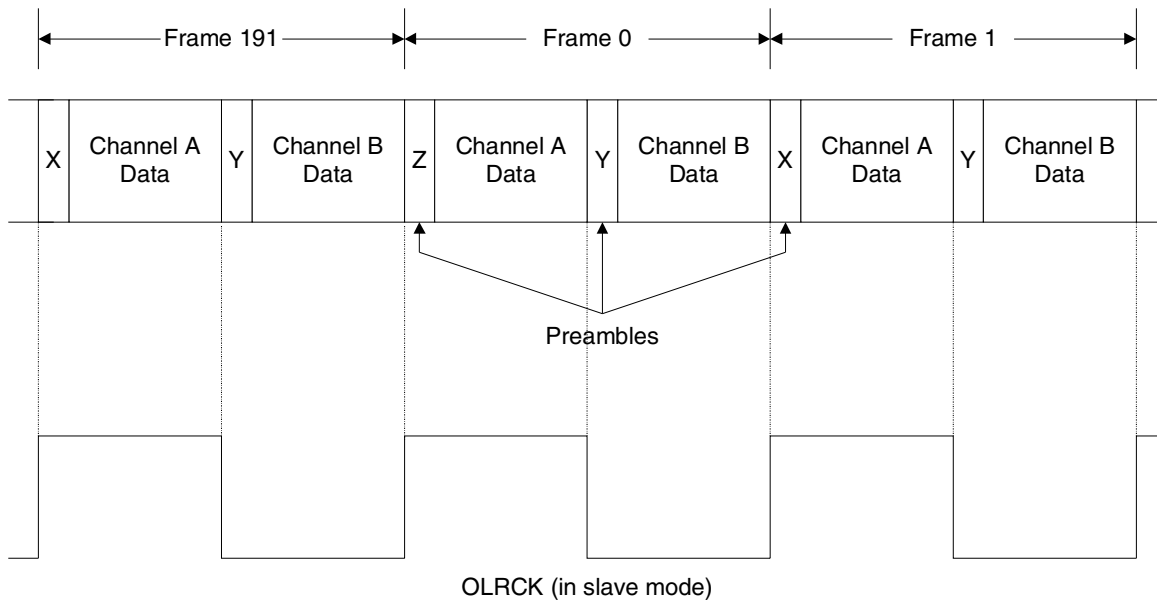 Frame 191
Frame 0
Frame 1
X
Channel A
Data
Y
Channel B
Data
Z
Channel A
Data
Y
Channel B
Data
X
Channel A
Data
Y
Channel B
Data
Preambles
OLRCK (in slave mode)